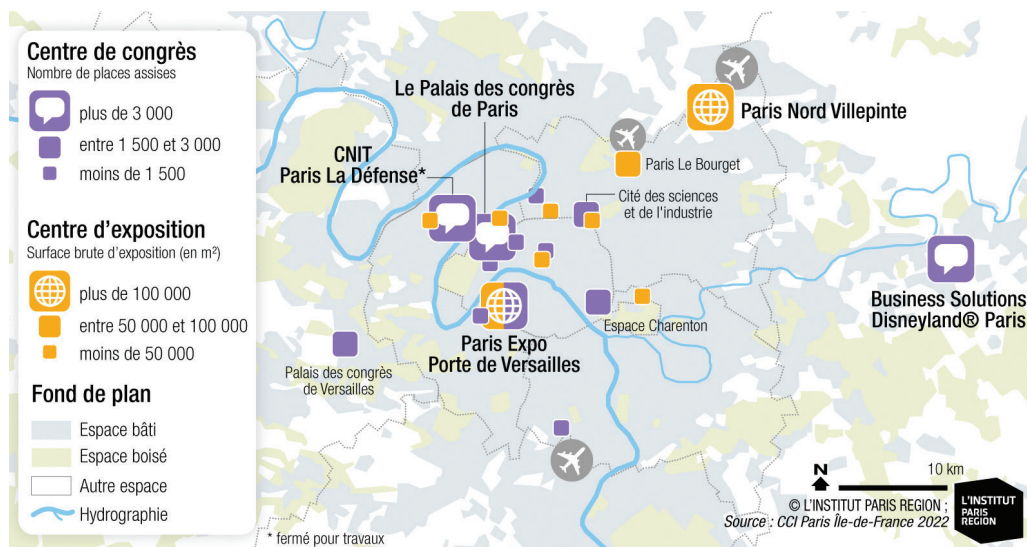 Centre de congrès
Nombre de places assises
plus de 3 000
entre 1 500 et 3 000
moins de 1 500
Centre d'exposition
Surface brute d'exposition (en m²)
plus de 100 000
entre 50 000 et 100 000
moins de 50 000
Fond de plan
Espace bâti
Espace boisé
Autre espace
Hydrographie
Le Palais des congrès
de Paris
CNIT
Paris La Défense*
Paris Nord Villepinte
Paris Le Bourget
Cité des sciences
et de l'industrie
Business Solutions
Disneyland® Paris
Espace Charenton
Paris Expo
Porte de Versailles
Palais des congrès
de Versailles
* fermé pour travaux
N
10 km
© L'INSTITUT PARIS REGION ;
Source : CCI Paris Île-de-France 2022
L'INSTITUT
PARIS
REGION